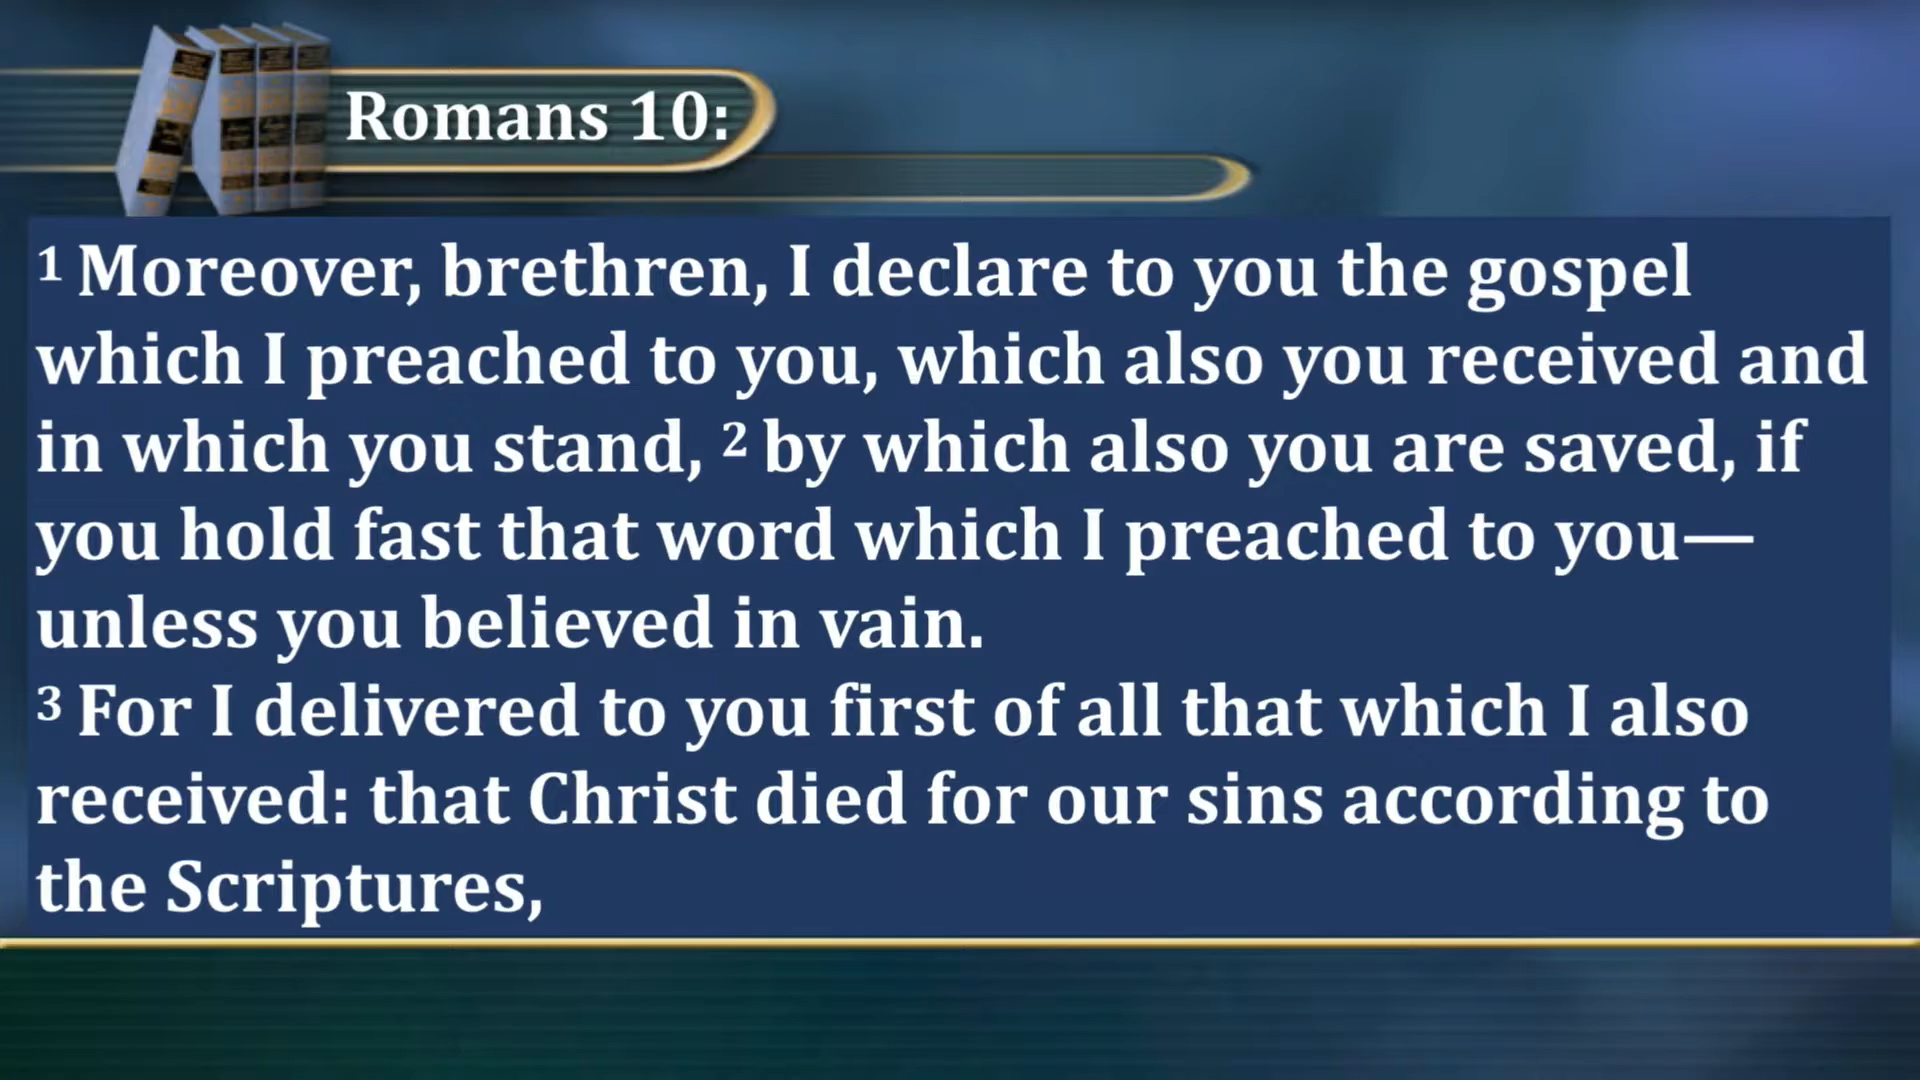 Romans 10:
1 Moreover, brethren, I declare to you the gospel
which I preached to you, which also you received and
in which you stand, 2 by which also you are saved, if
you hold fast that word which I preached to you—
unless you believed in vain.
3 For I delivered to you first of all that which I also
received: that Christ died for our sins according to
the Scriptures,